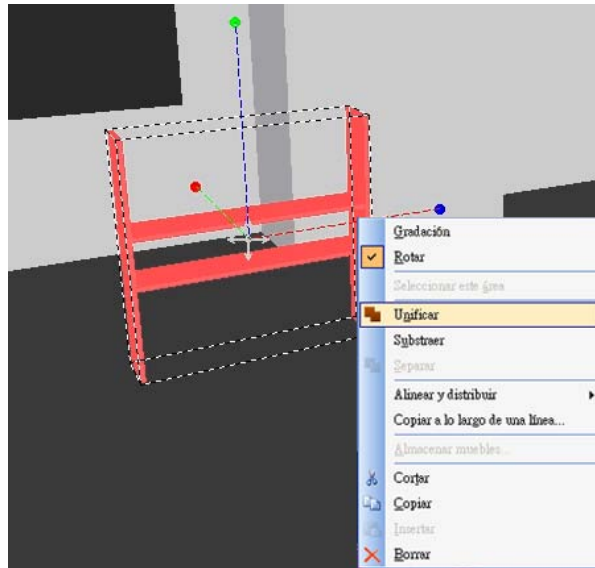 Gradación
Rotar
Seleccionar este área
Unificar
Substraer
Separar
Alinear y distribuir
Copiar a lo largo de una línea...
Almacenar muebles...
Cortar
Copiar
Insertar
Borrar